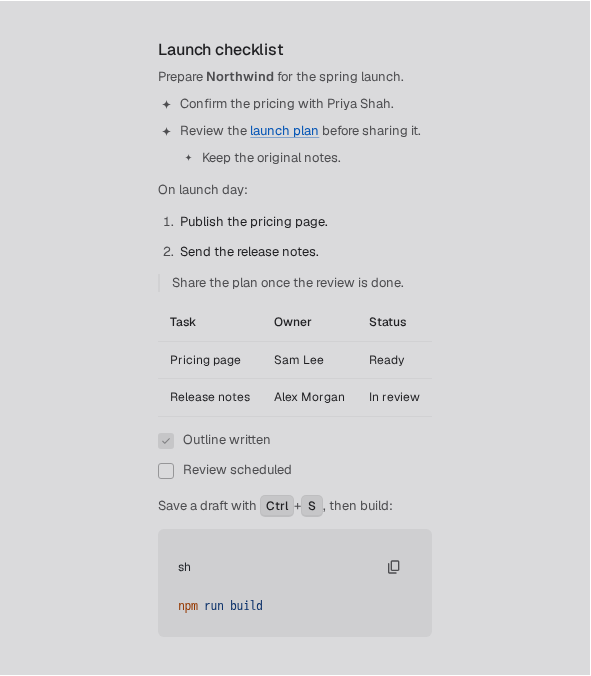 Launch checklist
Prepare Northwind for the spring launch.
Confirm the pricing with Priya Shah.
Review the launch plan before sharing it.
Keep the original notes.
On launch day:
1. Publish the pricing page.
2. Send the release notes.
Share the plan once the review is done.
Task Owner Status
Pricing page Sam Lee Ready
Release notes Alex Morgan In review
Outline written
Review scheduled
Save a draft with Ctrl+S, then build:
sh
npm run build